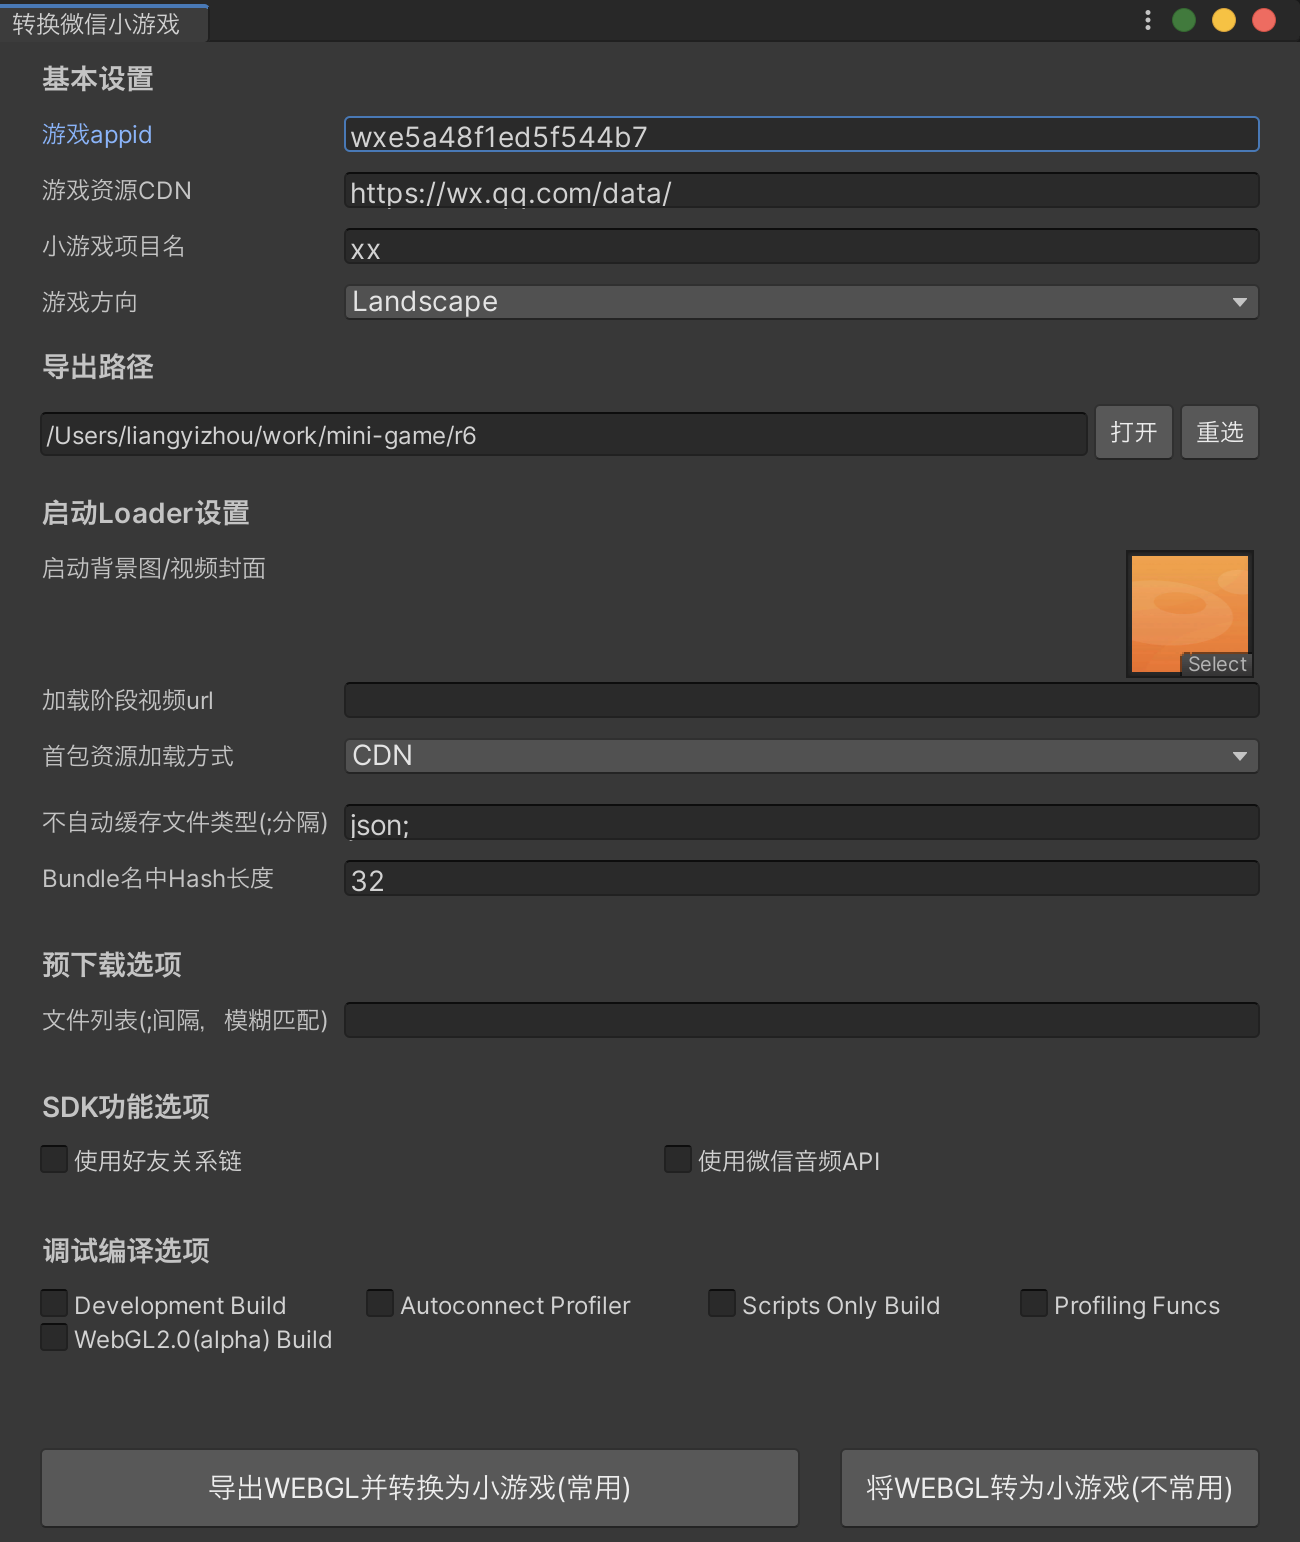 转换微信小游戏
基本设置
游戏appid wxe5a48f1ed5f544b7
游戏资源CDN https://wx.qq.com/data/
小游戏项目名 xx
游戏方向 Landscape
导出路径
/Users/liangyizhou/work/mini-game/r6 打开 重选
启动Loader设置
启动背景图/视频封面
Select
加载阶段视频url
首包资源加载方式 CDN
不自动缓存文件类型(;分隔) json;
Bundle名中Hash长度 32
预下载选项
文件列表(;间隔，模糊匹配)
SDK功能选项
使用好友关系链 使用微信音频API
调试编译选项
Development Build Autoconnect Profiler Scripts Only Build Profiling Funcs
WebGL2.0(alpha) Build
导出WEBGL并转换为小游戏(常用) 将WEBGL转为小游戏(不常用)